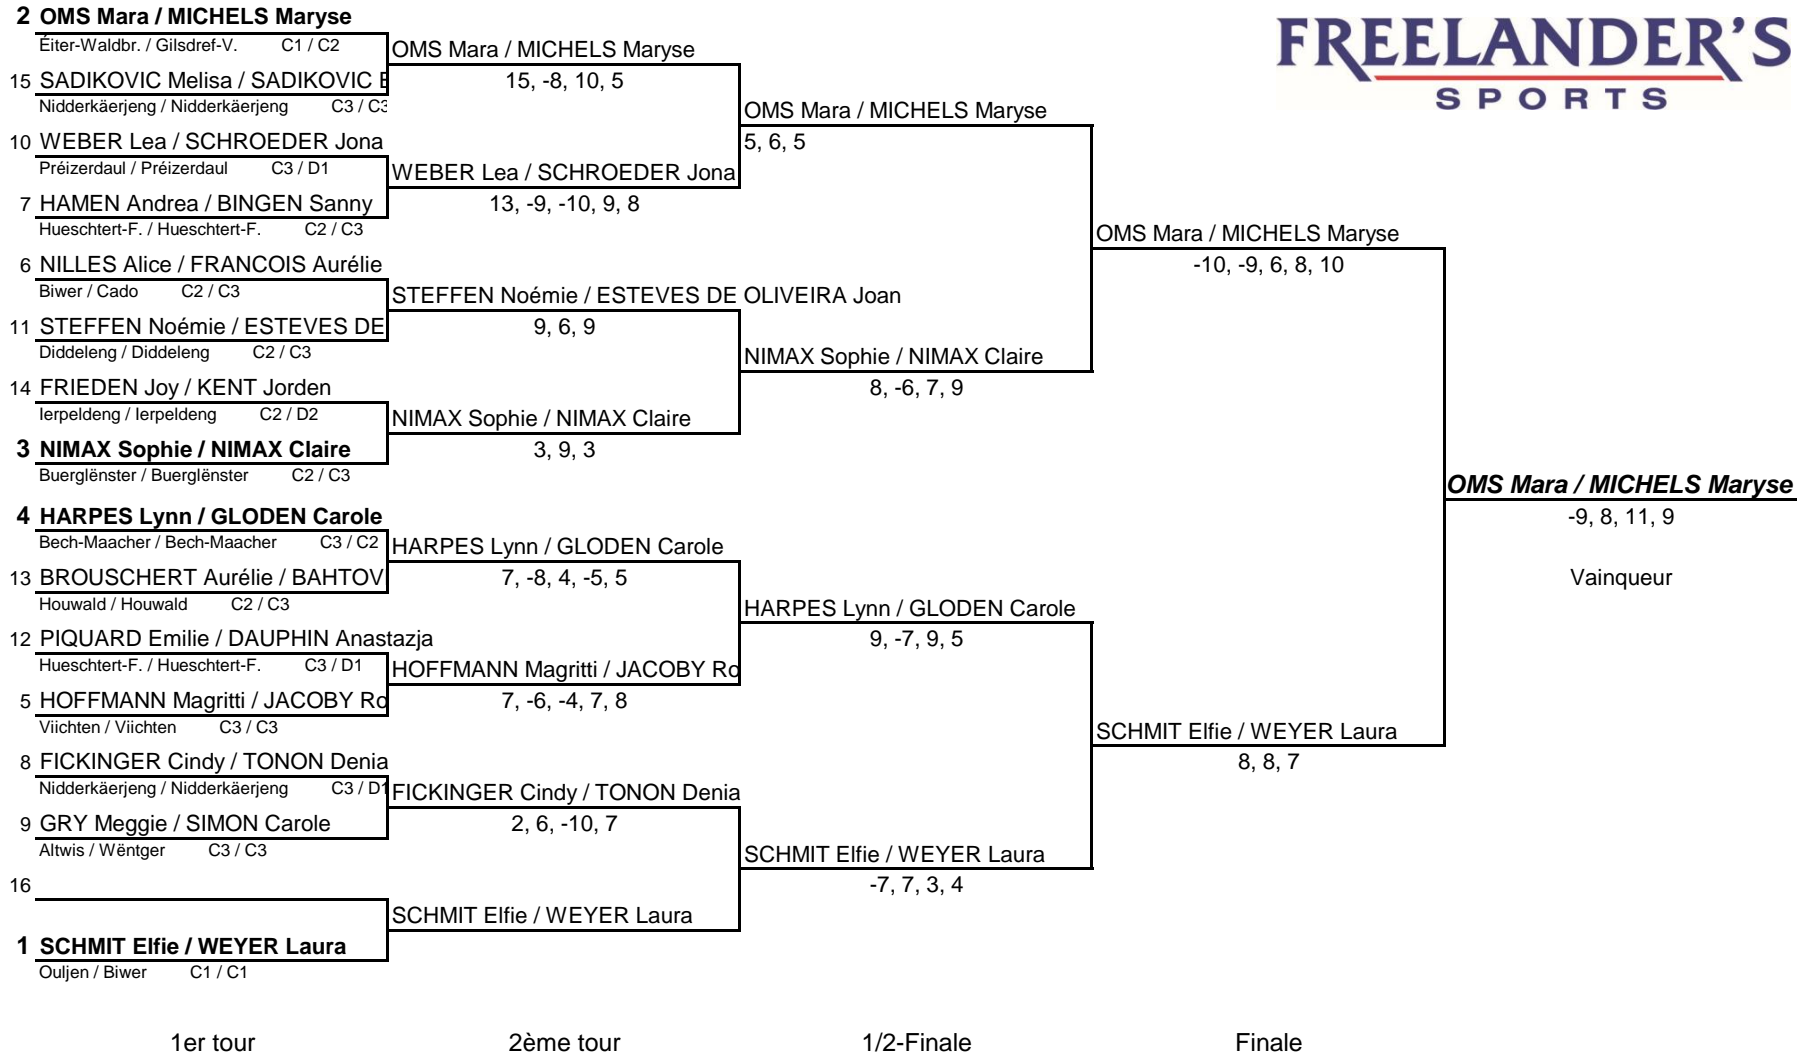 FREELANDER'S
SPORTS
2 OMS Mara / MICHELS Maryse
Éiter-Waldbr. / Gilsdref-V. C1 / C2
15 SADIKOVIC Melisa / SADIKOVIC
Nidderkäerjeng / Nidderkäerjeng C3 / C3
10 WEBER Lea / SCHROEDER Jona
Préizerdaul / Préizerdaul C3 / D1
7 HAMEN Andrea / BINGEN Sanny
Hueschtert-F. / Hueschtert-F. C2 / C3
6 NILLES Alice / FRANCOIS Aurélie
Biwer / Cado C2 / C3
11 STEFFEN Noémie / ESTEVES DE
Diddeleng / Diddeleng C2 / C3
14 FRIEDEN Joy / KENT Jorden
Ierpeldeng / Ierpeldeng C2 / D2
3 NIMAX Sophie / NIMAX Claire
Buerglënster / Buerglënster C2 / C3
4 HARPES Lynn / GLODEN Carole
Bech-Maacher / Bech-Maacher C3 / C2
13 BROUSCHERT Aurélie / BAHTOV
Houwald / Houwald C2 / C3
12 PIQUARD Emilie / DAUPHIN Anastazja
Hueschtert-F. / Hueschtert-F. C3 / D1
5 HOFFMANN Magritti / JACOBY Ro
Viichten / Viichten C3 / C3
8 FICKINGER Cindy / TONON Denia
Nidderkäerjeng / Nidderkäerjeng C3 / D1
9 GRY Meggie / SIMON Carole
Altwis / Wëntger C3 / C3
16
1 SCHMIT Elfie / WEYER Laura
Ouljen / Biwer C1 / C1
1er tour
OMS Mara / MICHELS Maryse
15, -8, 10, 5
WEBER Lea / SCHROEDER Jona
13, -9, -10, 9, 8
STEFFEN Noémie / ESTEVES DE OLIVEIRA Joan
9, 6, 9
NIMAX Sophie / NIMAX Claire
3, 9, 3
HARPES Lynn / GLODEN Carole
7, -8, 4, -5, 5
HOFFMANN Magritti / JACOBY Ro
7, -6, -4, 7, 8
FICKINGER Cindy / TONON Denia
2, 6, -10, 7
SCHMIT Elfie / WEYER Laura
2ème tour
OMS Mara / MICHELS Maryse
5, 6, 5
NIMAX Sophie / NIMAX Claire
8, -6, 7, 9
HARPES Lynn / GLODEN Carole
9, -7, 9, 5
SCHMIT Elfie / WEYER Laura
-7, 7, 3, 4
1/2-Finale
OMS Mara / MICHELS Maryse
-10, -9, 6, 8, 10
SCHMIT Elfie / WEYER Laura
8, 8, 7
Finale
OMS Mara / MICHELS Maryse
-9, 8, 11, 9
Vainqueur